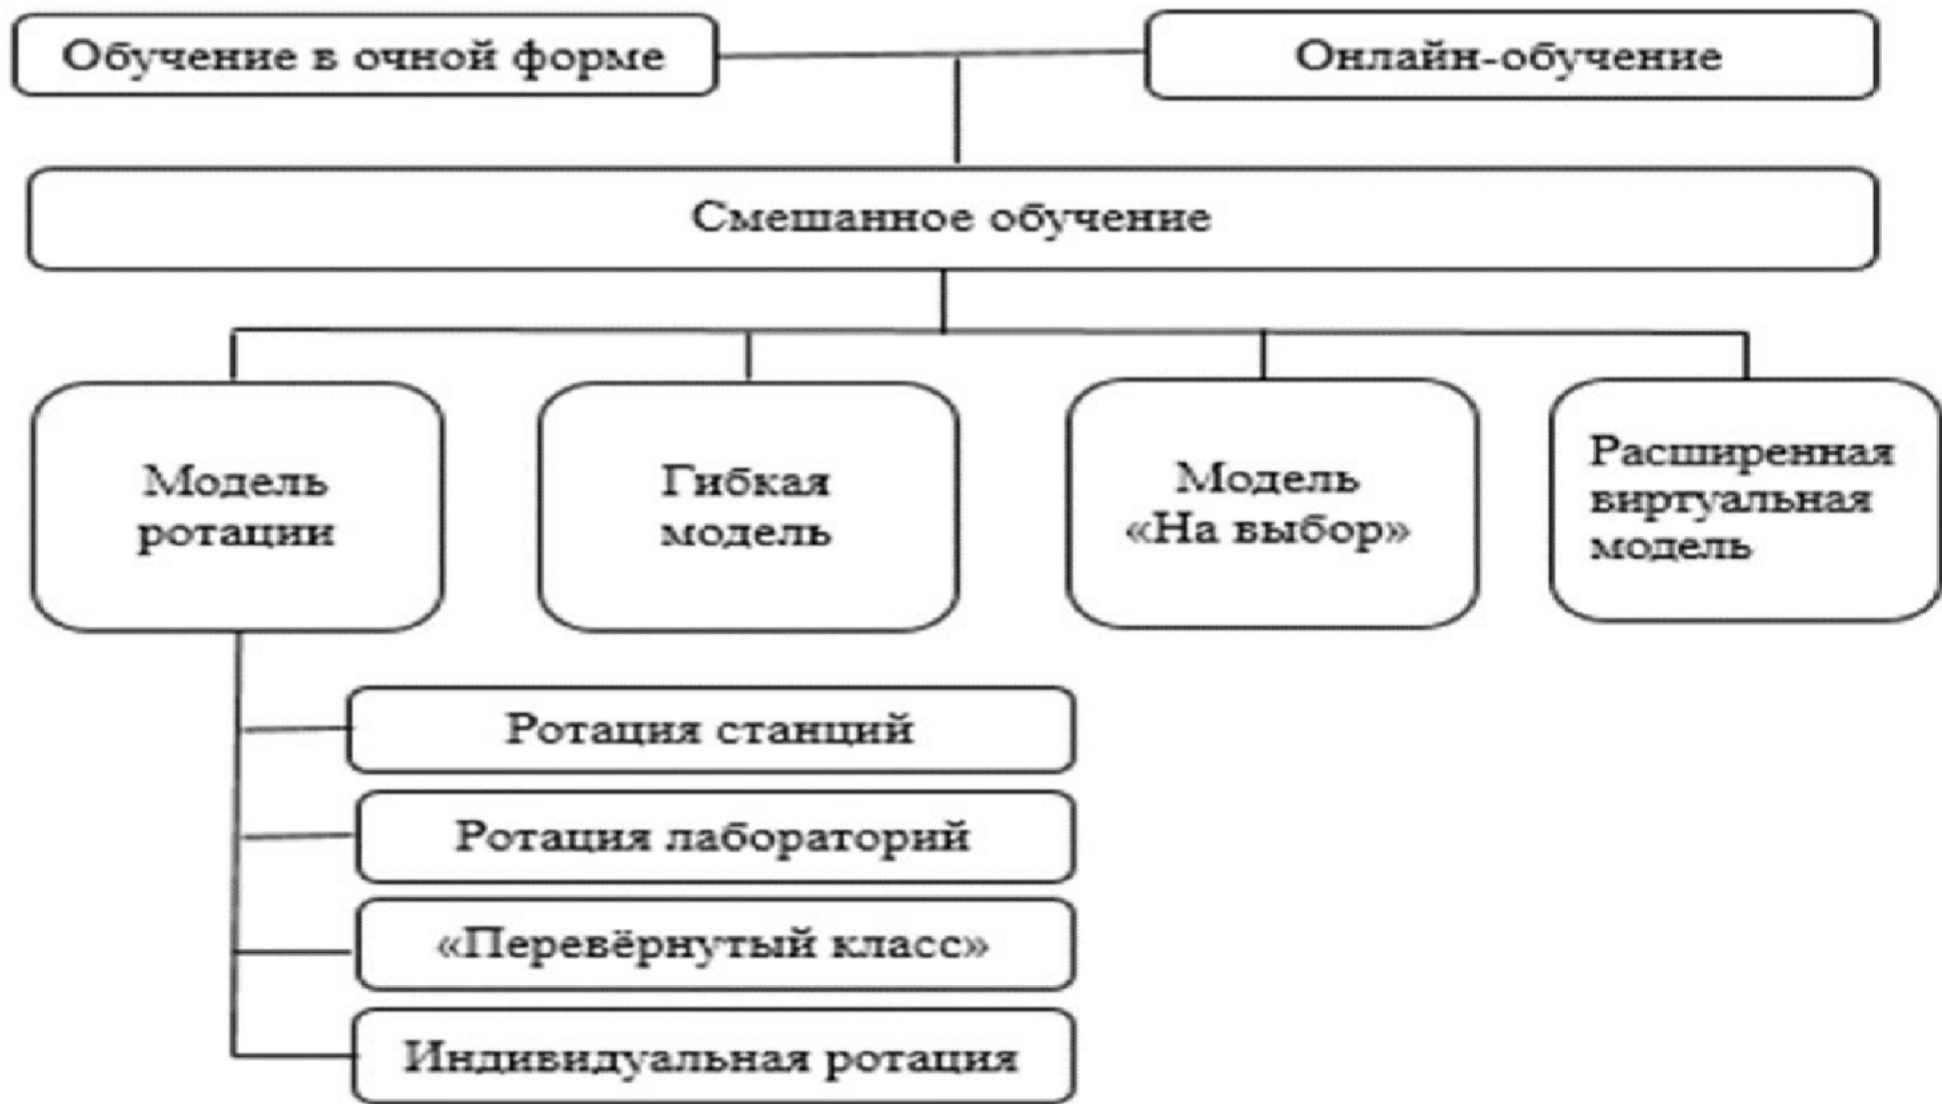 Обучение в очной форме
Онлайн-обучение
Смешанное обучение
Модель
ротации
Гибкая
модель
Модель
«На выбор»
Расширенная
виртуальная
модель
Ротация станций
Ротация лабораторий
«Перевёрнутый класс»
Индивидуальная ротация